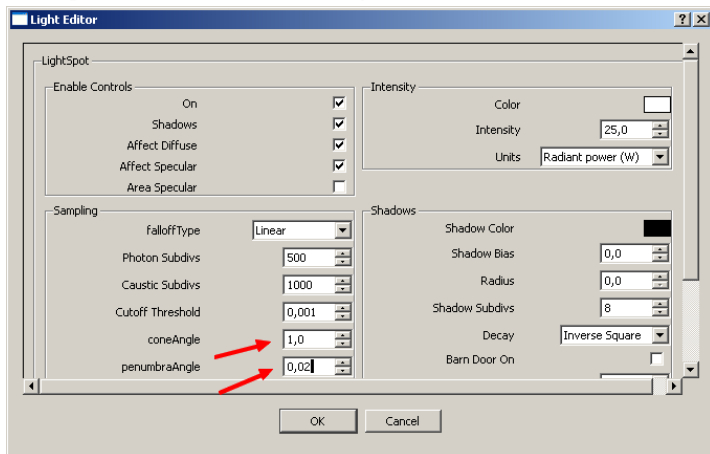 Light Editor
LightSpot
Enable Controls
On
Shadows
Affect Diffuse
Affect Specular
Area Specular
Intensity
Color
Intensity 25,0
Units Radiant power (W)
Sampling
falloffType Linear
Photon Subdivs 500
Caustic Subdivs 1000
Cutoff Threshold 0,001
coneAngle 1,0
penumbraAngle 0,02
Shadows
Shadow Color
Shadow Bias 0,0
Radius 0,0
Shadow Subdivs 8
Decay Inverse Square
Barn Door On
OK
Cancel